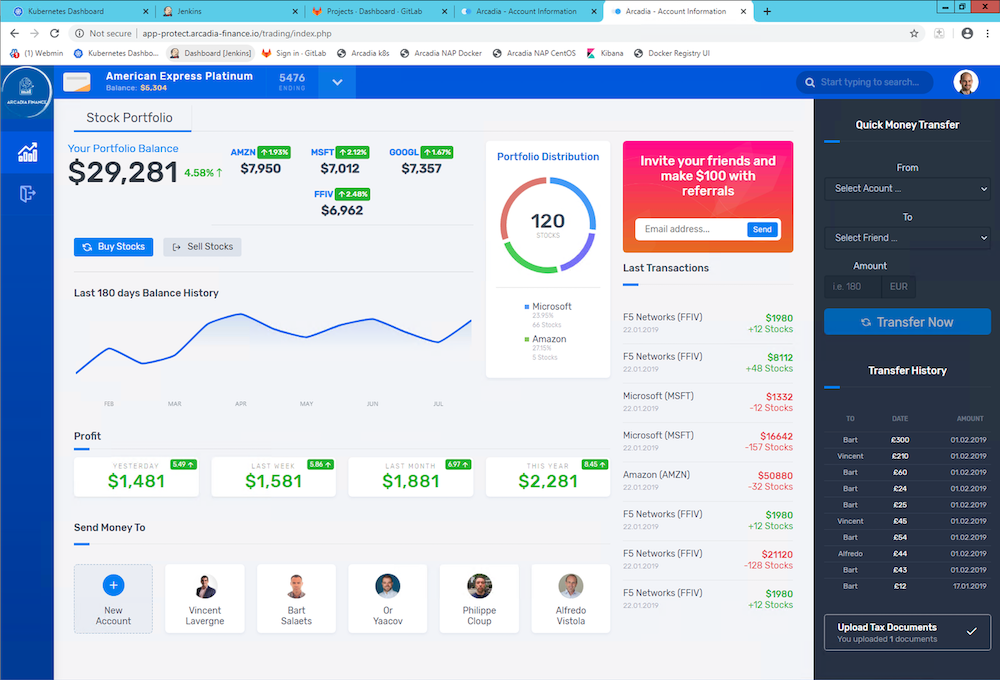 Kubernetes Dashboard
Jenkins
Projects · Dashboard · GitLab
Arcadia - Account Information
Arcadia - Account Information
Not secure | app-protect.arcadia-finance.io/trading/index.php
(1) Webmin
Kubernetes Dashbo...
Dashboard [Jenkins]
Sign in · GitLab
Arcadia k8s
Arcadia NAP Docker
Arcadia NAP CentOS
Kibana
Docker Registry UI
ARCADIA FINANCE
American Express Platinum
Balance: $5,304
5476
ENDING
Start typing to search...
Stock Portfolio
Your Portfolio Balance
$29,281 4.58%↑
AMZN ↑1.93%
$7,950
MSFT ↑2.12%
$7,012
GOOGL ↑1.67%
$7,357
FFIV ↑2.48%
$6,962
Buy Stocks
Sell Stocks
Last 180 days Balance History
FEB MAR APR MAY JUN JUL
Portfolio Distribution
120
STOCKS
Microsoft
23.95%
66 Stocks
Amazon
27.15%
5 Stocks
Profit
YESTERDAY 5.49 ↑
$1,481
LAST WEEK 5.86 ↑
$1,581
LAST MONTH 6.97 ↑
$1,881
THIS YEAR 8.45 ↑
$2,281
Send Money To
New
Account
Vincent
Lavergne
Bart
Salaets
Or
Yaacov
Philippe
Cloup
Alfredo
Vistola
Invite your friends and
make $100 with
referrals
Email address...
Send
Last Transactions
F5 Networks (FFIV) $1980
22.01.2019 +12 Stocks
F5 Networks (FFIV) $8112
22.01.2019 +48 Stocks
Microsoft (MSFT) $1332
22.01.2019 -12 Stocks
Microsoft (MSFT) $16642
22.01.2019 -157 Stocks
Amazon (AMZN) $50880
22.01.2019 -32 Stocks
F5 Networks (FFIV) $1980
22.01.2019 +12 Stocks
F5 Networks (FFIV) $21120
22.01.2019 -128 Stocks
F5 Networks (FFIV) $1980
22.01.2019 +12 Stocks
Quick Money Transfer
From
Select Acount ...
To
Select Friend ...
Amount
i.e. 180 EUR
Transfer Now
Transfer History
TO DATE AMOUNT
Bart £300 01.02.2019
Vincent £210 01.02.2019
Bart £60 01.02.2019
Bart £24 01.02.2019
Bart £25 01.02.2019
Vincent £45 01.02.2019
Bart £54 01.02.2019
Alfredo £44 01.02.2019
Bart £43 01.02.2019
Bart £12 17.01.2019
Upload Tax Documents
You uploaded 1 documents